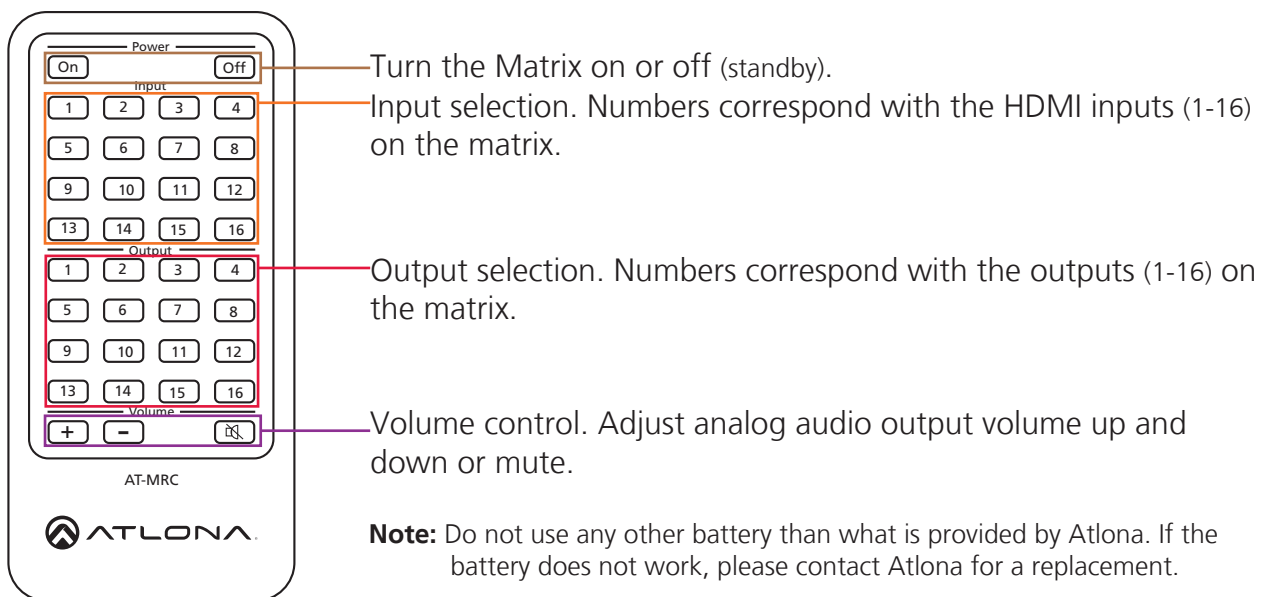 Power
On Off
Input
1 2 3 4
5 6 7 8
9 10 11 12
13 14 15 16
Output
1 2 3 4
5 6 7 8
9 10 11 12
13 14 15 16
Volume
+ −
AT-MRC
ATLONA.
Turn the Matrix on or off (standby).
Input selection. Numbers correspond with the HDMI inputs (1-16)
on the matrix.
Output selection. Numbers correspond with the outputs (1-16) on
the matrix.
Volume control. Adjust analog audio output volume up and
down or mute.
Note: Do not use any other battery than what is provided by Atlona. If the
battery does not work, please contact Atlona for a replacement.